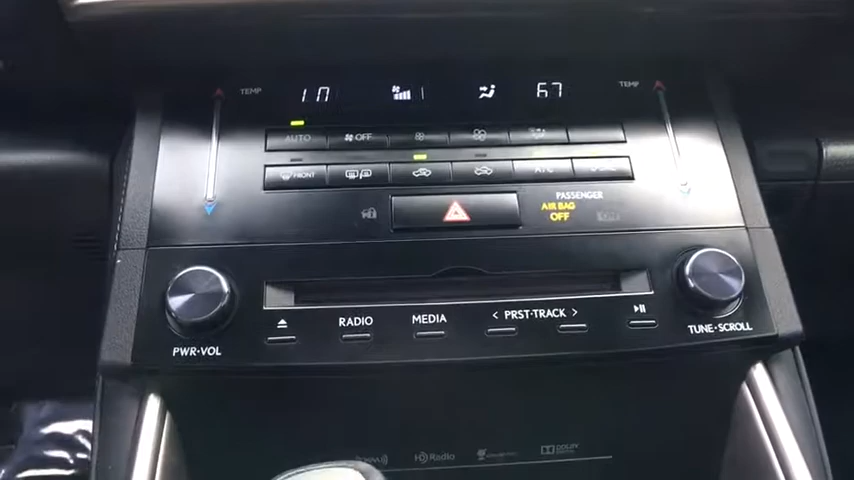 TEMP
67
TEMP
AUTO
OFF
FRONT
PASSENGER
AIR BAG
OFF
RADIO
MEDIA
< PRST·TRACK >
PWR·VOL
TUNE·SCROLL
HD Radio
DOLBY